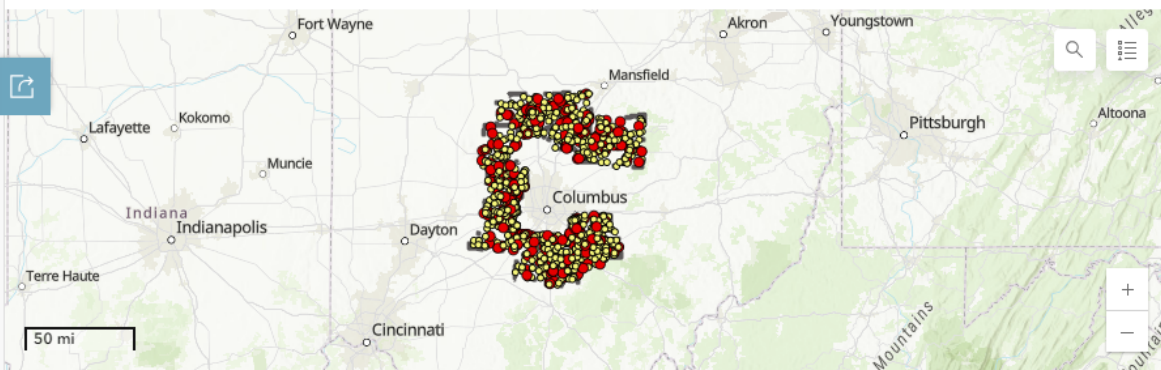 Fort Wayne
Akron
Youngstown
Alleg
Mansfield
Altoona
Kokomo
Lafayette
Pittsburgh
Muncie
Columbus
Indiana
Indianapolis
Dayton
Terre Haute
Cincinnati
50 mi
Mountains
+
−